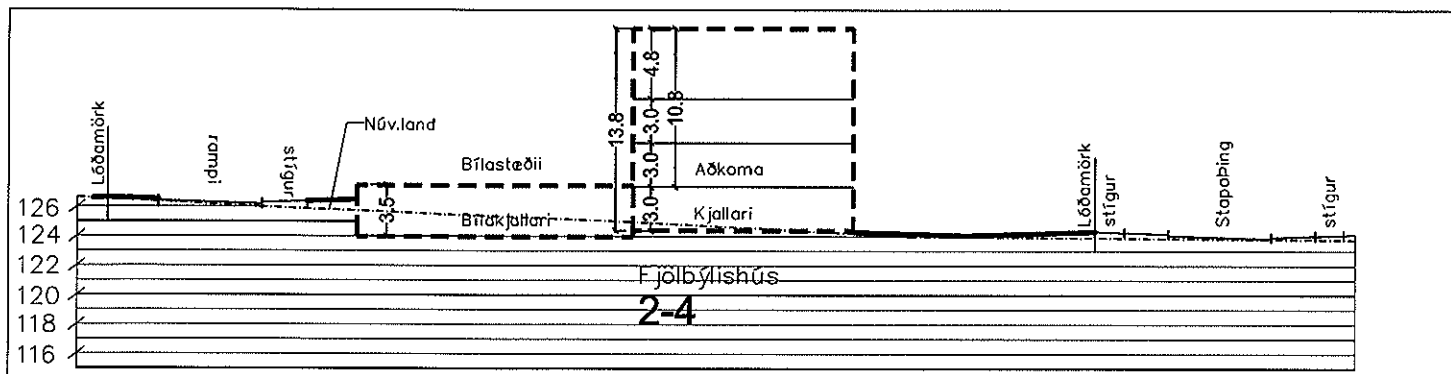 Lóðamörk
rampi
stígur
Núv.land
Bílastæðii
Bílakjallari
3.5
13.8
4.8
3.0
3.0
3.0
10.8
Aðkoma
Kjallari
Lóðamörk
stígur
Stapaþing
stígur
126
124
122
120
118
116
Fjölbýlishús
2-4